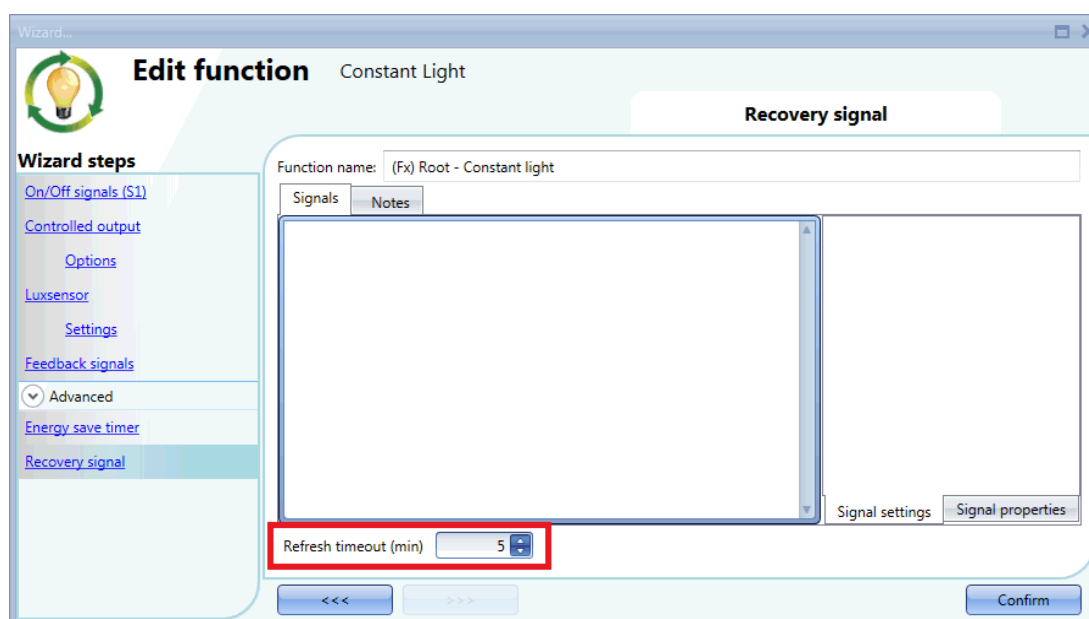 Wizard...
Edit function Constant Light
Recovery signal
Wizard steps
On/Off signals (S1)
Controlled output
Options
Luxsensor
Settings
Feedback signals
Advanced
Energy save timer
Recovery signal
Function name: (Fx) Root - Constant light
Signals Notes
Signal settings Signal properties
Refresh timeout (min) 5
<<< >>> Confirm